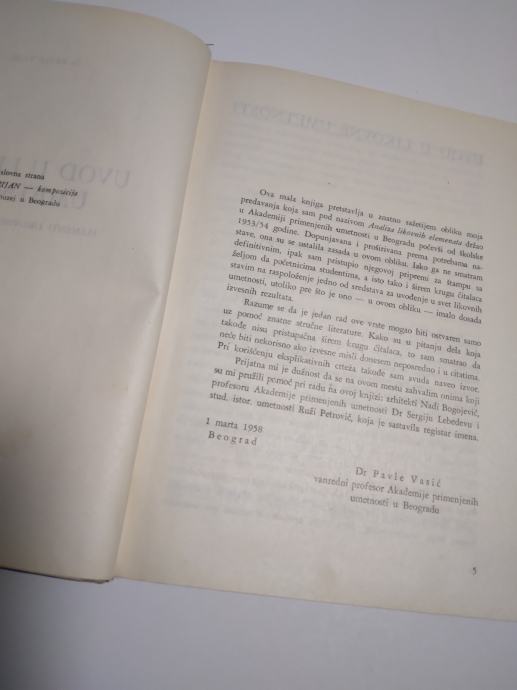 slovna strana
RIJAN — kompozicija
muzej u Beogradu
Ova mala knjiga pretstavlja u znatno sažetijem obliku moja
predavanja koja sam pod nazivom Analiza likovnih elemenata držao
u Akademiji primenjenih umetnosti u Beogradu počevši od školske
1953/54 godine. Dopunjavana i proširivana prema potrebama na-
stave, ona su se ustalila zasada u ovom obliku. Iako ga ne smatram
definitivnim, ipak sam pristupio njegovoj pripremi za štampu sa
željom da početnicima studentima, a isto tako i širem krugu čitalaca
stavim na raspoloženje jedno od sredstava za uvođenje u svet likovnih
umetnosti, utoliko pre što je ono — u ovom obliku — imalo dosada
izvesnih rezultata.
Razume se da je jedan rad ove vrste mogao biti ostvaren samo
uz pomoć znatne stručne literature. Kako su u pitanju dela koja
takođe nisu pristupačna širem krugu čitalaca, to sam smatrao da
neće biti nekorisno ako izvesne misli donesem neposredno i u citatima.
Pri korišćenju eksplikativnih crteža takođe sam svuda naveo izvor.
Prijatna mi je dužnost da se na ovom mestu zahvalim onima koji
su mi pružili pomoć pri radu na ovoj knjizi: arhitekti Nadi Bogojević,
profesoru Akademije primenjenih umetnosti Dr Sergiju Lebedevu i
stud. istor. umetnosti Ruži Petrović, koja je sastavila registar imena.
1 marta 1958
Beograd
Dr Pavle Vasić
vanredni profesor Akademije primenjenih
umetnosti u Beogradu
5